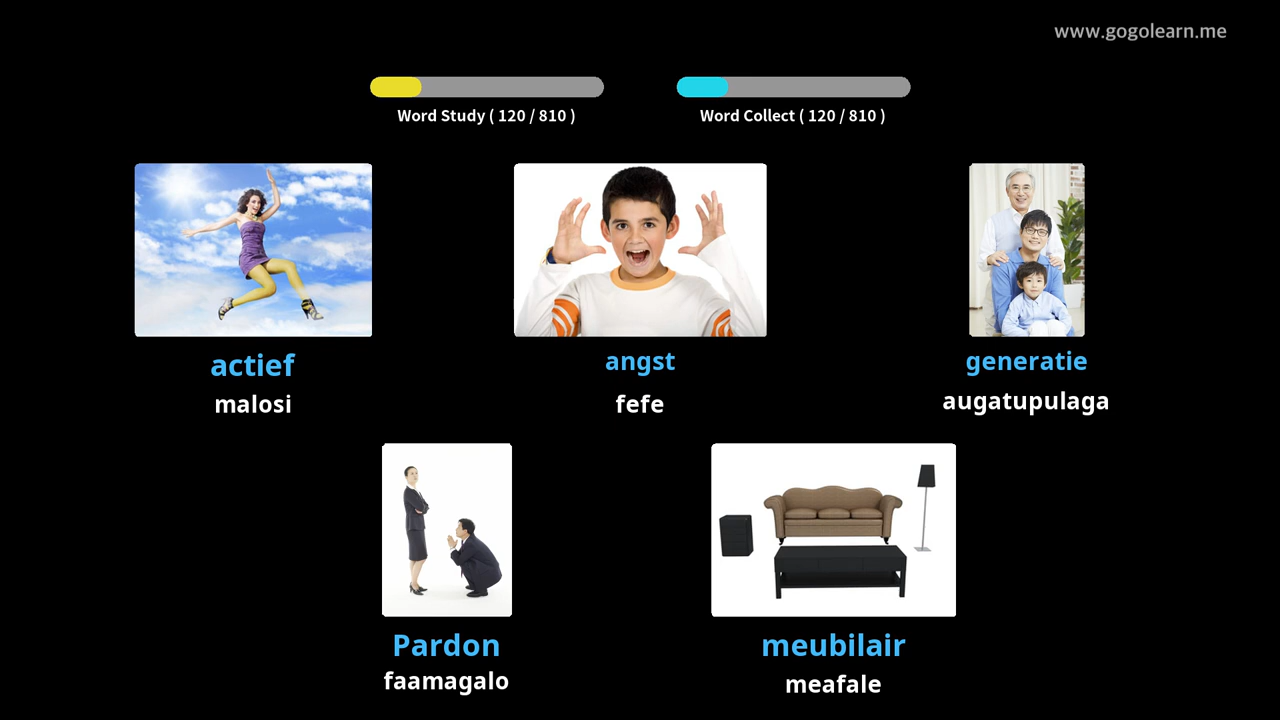 www.gogolearn.me
Word Study ( 120 / 810 )
Word Collect ( 120 / 810 )
actief
malosi
angst
fefe
generatie
augatupulaga
Pardon
faamagalo
meubilair
meafale